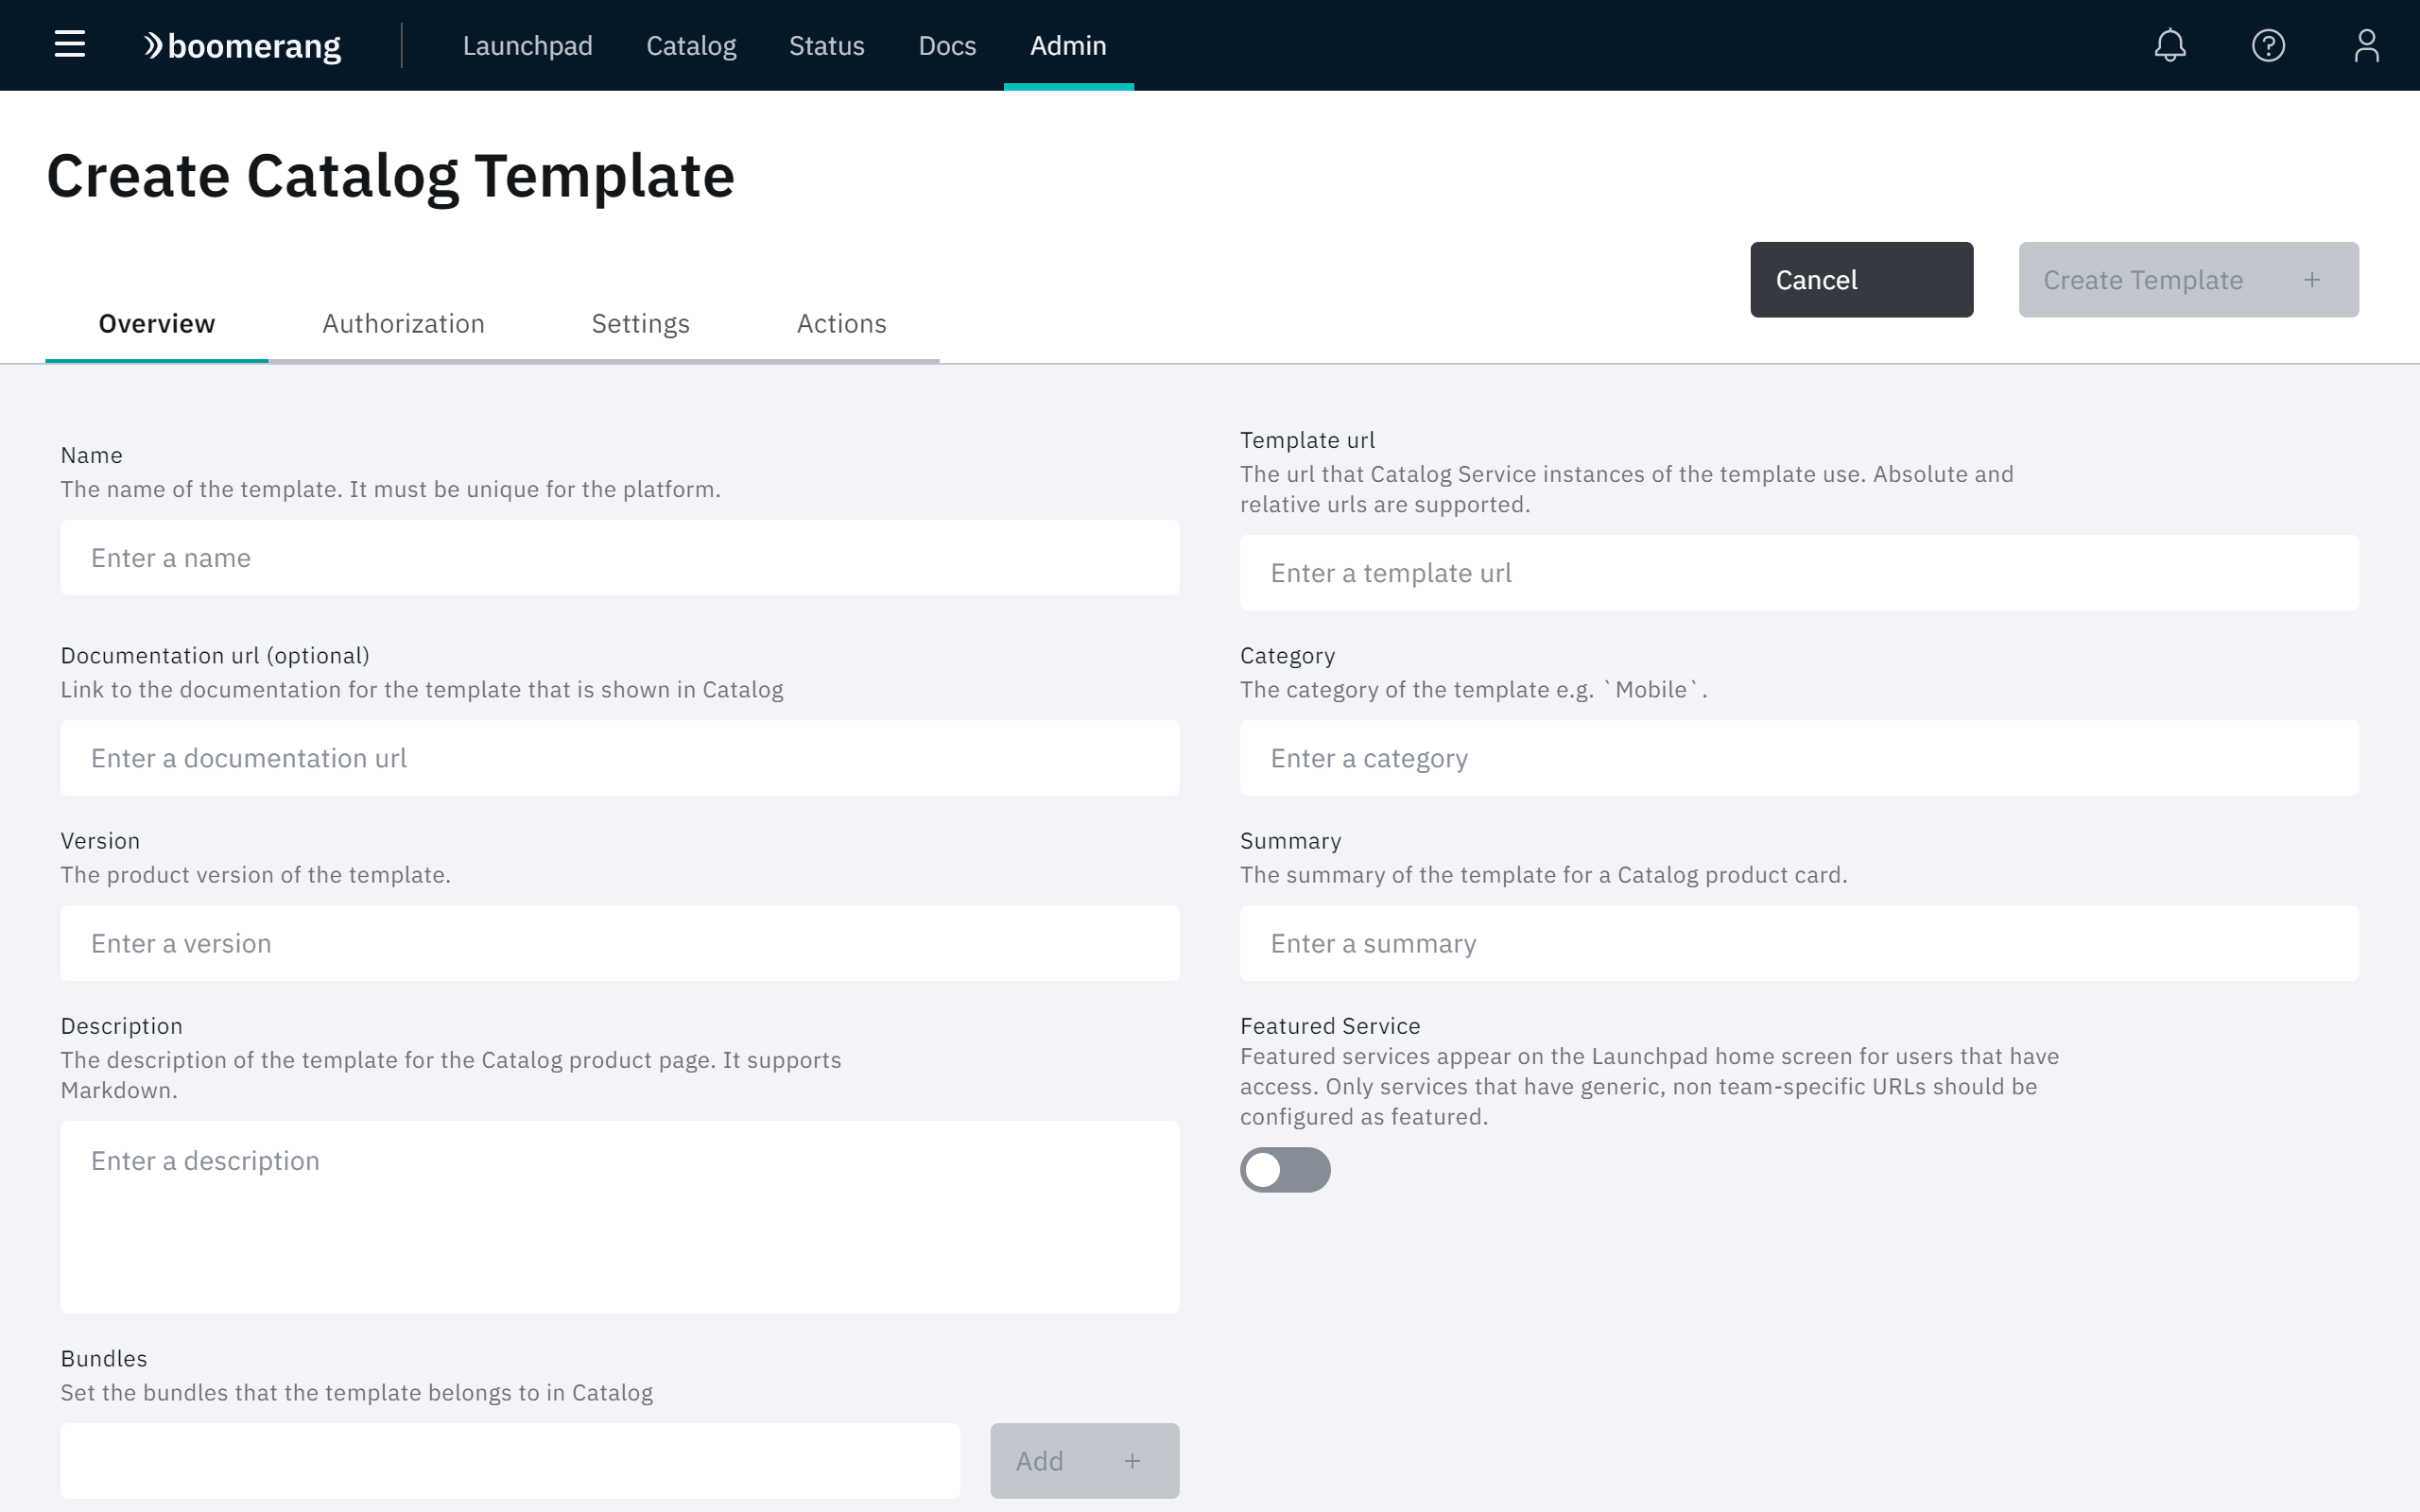 boomerang
Launchpad
Catalog
Status
Docs
Admin
Create Catalog Template
Cancel
Create Template
Overview
Authorization
Settings
Actions
Name
The name of the template. It must be unique for the platform.
Enter a name
Template url
The url that Catalog Service instances of the template use. Absolute and
relative urls are supported.
Enter a template url
Documentation url (optional)
Link to the documentation for the template that is shown in Catalog
Enter a documentation url
Category
The category of the template e.g. `Mobile`.
Enter a category
Version
The product version of the template.
Enter a version
Summary
The summary of the template for a Catalog product card.
Enter a summary
Description
The description of the template for the Catalog product page. It supports
Markdown.
Enter a description
Featured Service
Featured services appear on the Launchpad home screen for users that have
access. Only services that have generic, non team-specific URLs should be
configured as featured.
Bundles
Set the bundles that the template belongs to in Catalog
Add